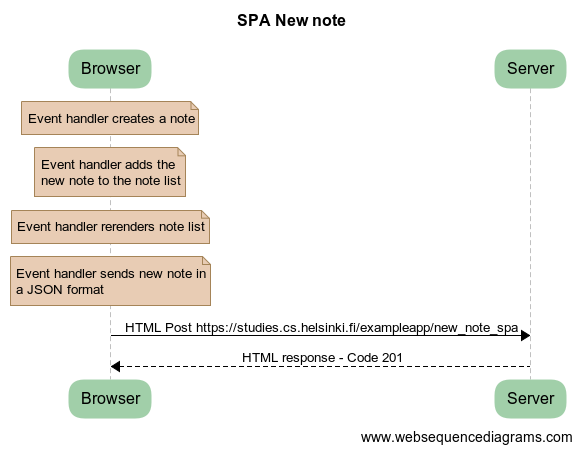 SPA New note
Browser
Server
Event handler creates a note
Event handler adds the
new note to the note list
Event handler rerenders note list
Event handler sends new note in
a JSON format
HTML Post https://studies.cs.helsinki.fi/exampleapp/new_note_spa
HTML response - Code 201
Browser
Server
www.websequencediagrams.com